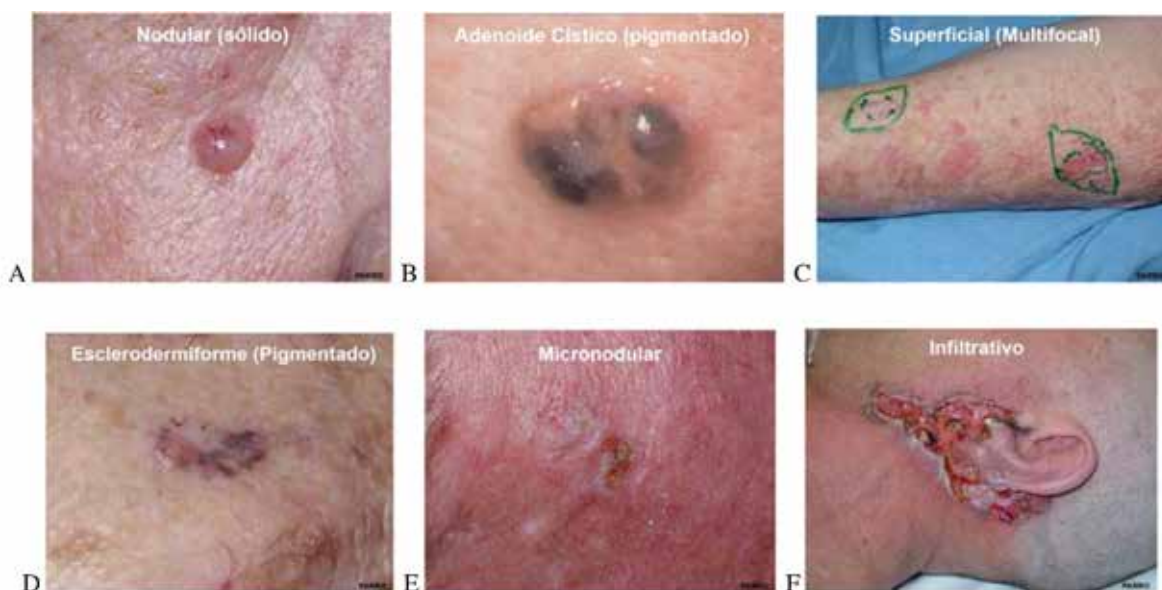 Nodular (sólido)
Adenoide Cístico (pigmentado)
Superficial (Multifocal)
A
B
C
Esclerodermiforme (Pigmentado)
Micronodular
Infiltrativo
D
E
F